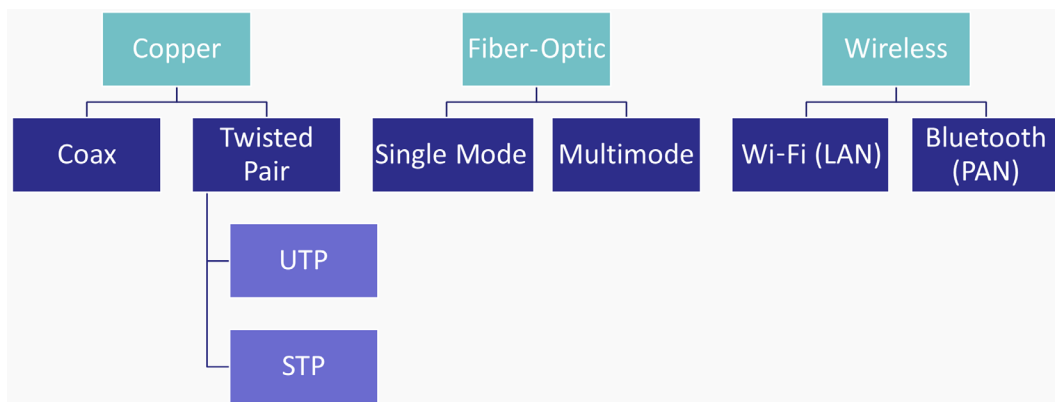 Copper
Fiber-Optic
Wireless
Coax
Twisted
Pair
Single Mode
Multimode
Wi-Fi (LAN)
Bluetooth
(PAN)
UTP
STP